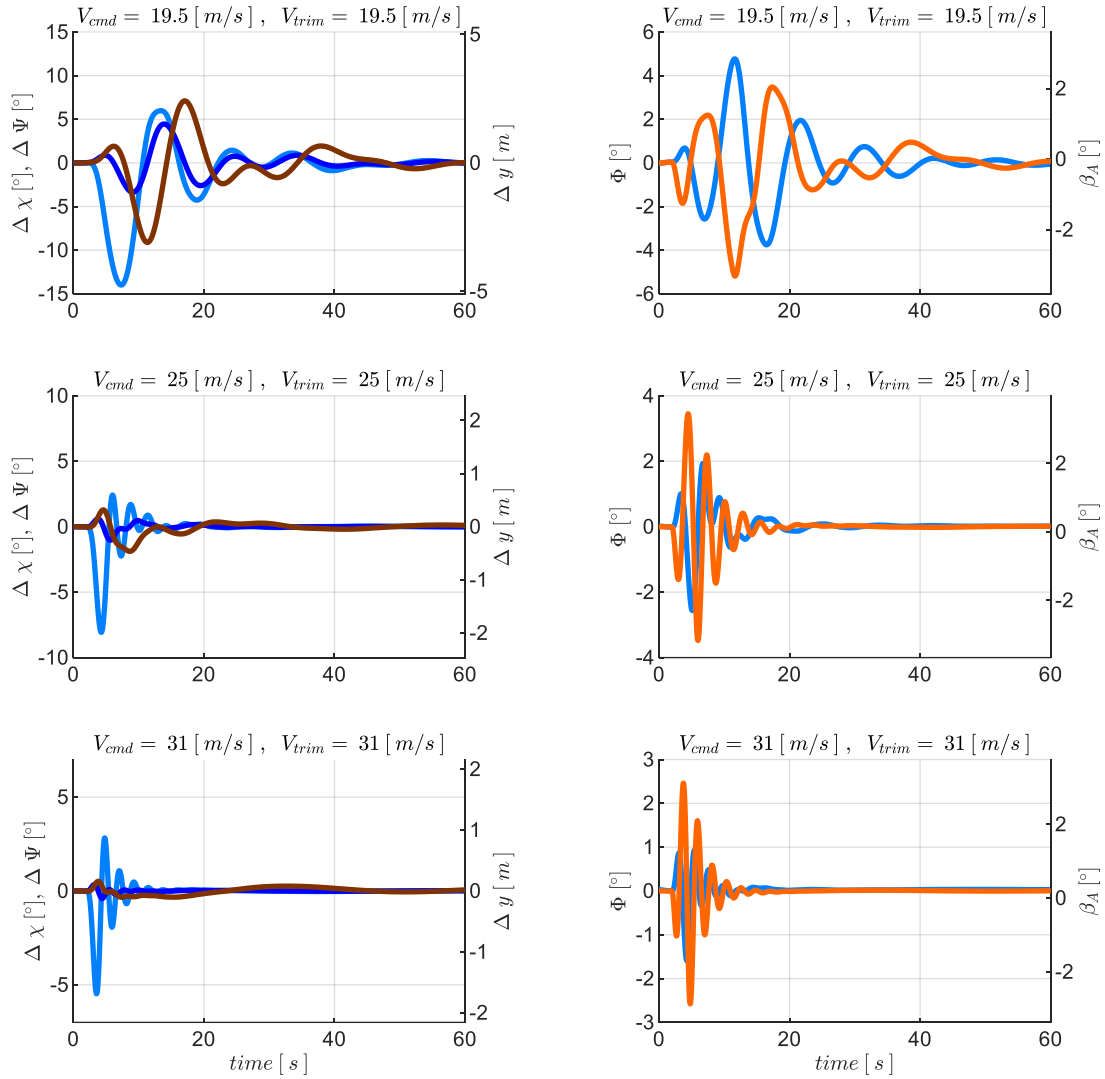 V_cmd = 19.5 [ m/s ] , V_trim = 19.5 [ m/s ]
15
10
5
0
-5
-10
-15
Δ χ [°], Δ Ψ [°]
5
0
-5
Δ y [ m ]
0 20 40 60
V_cmd = 19.5 [ m/s ] , V_trim = 19.5 [ m/s ]
6
4
2
0
-2
-4
-6
Φ [°]
2
0
-2
β_A [°]
0 20 40 60
V_cmd = 25 [ m/s ] , V_trim = 25 [ m/s ]
10
5
0
-5
-10
Δ χ [°], Δ Ψ [°]
2
1
0
-1
-2
Δ y [ m ]
0 20 40 60
V_cmd = 25 [ m/s ] , V_trim = 25 [ m/s ]
4
2
0
-2
-4
Φ [°]
2
0
-2
β_A [°]
0 20 40 60
V_cmd = 31 [ m/s ] , V_trim = 31 [ m/s ]
5
0
-5
Δ χ [°], Δ Ψ [°]
2
1
0
-1
-2
Δ y [ m ]
0 20 40 60
time [ s ]
V_cmd = 31 [ m/s ] , V_trim = 31 [ m/s ]
3
2
1
0
-1
-2
-3
Φ [°]
2
0
-2
β_A [°]
0 20 40 60
time [ s ]